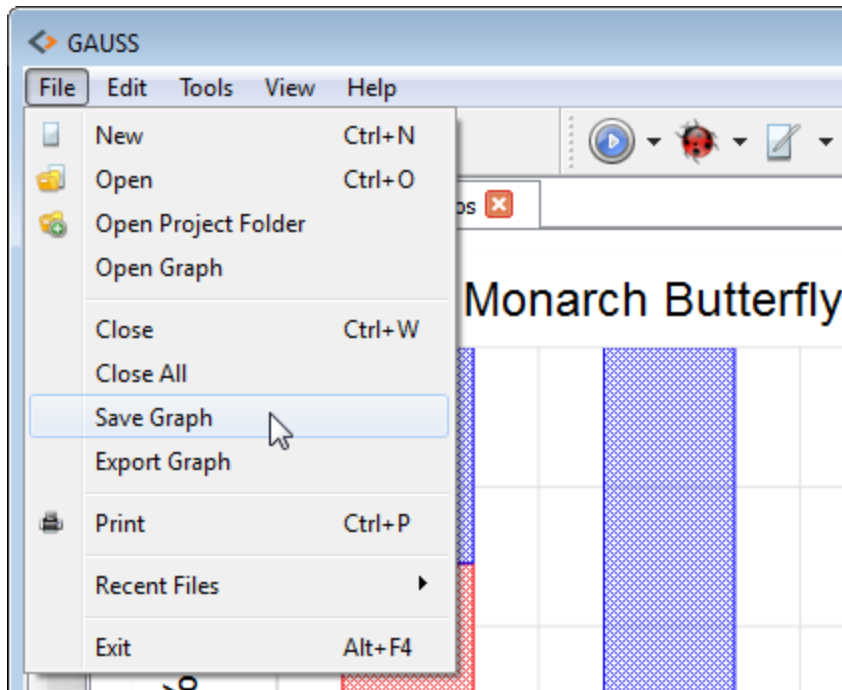 GAUSS
File Edit Tools View Help
New Ctrl+N
Open Ctrl+O
Open Project Folder
Open Graph
Close Ctrl+W
Close All
Save Graph
Export Graph
Print Ctrl+P
Recent Files
Exit Alt+F4
os
Monarch Butterfly